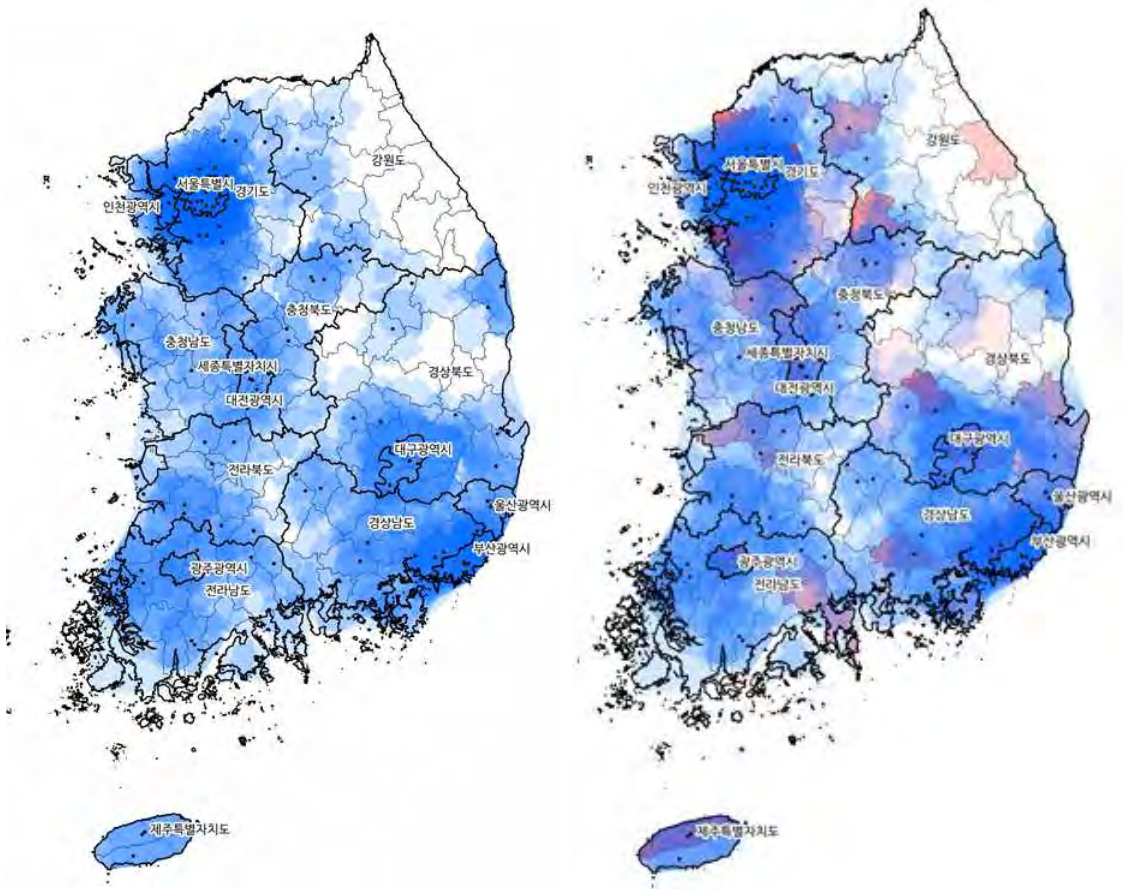 강원도
서울특별시
경기도
인천광역시
충청북도
충청남도
세종특별자치시
경상북도
대전광역시
대구광역시
전라북도
울산광역시
경상남도
부산광역시
광주광역시
전라남도
제주특별자치도
강원도
서울특별시
경기도
인천광역시
충청북도
충청남도
세종특별자치시
경상북도
대전광역시
대구광역시
전라북도
울산광역시
경상남도
부산광역시
광주광역시
전라남도
제주특별자치도